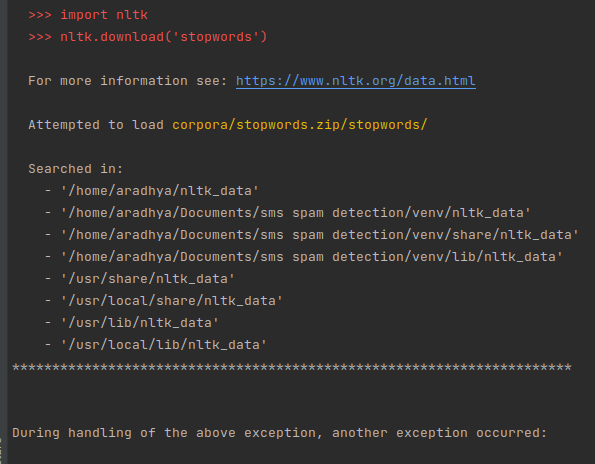 >>> import nltk
>>> nltk.download('stopwords')
For more information see: https://www.nltk.org/data.html
Attempted to load corpora/stopwords.zip/stopwords/
Searched in:
- '/home/aradhya/nltk_data'
- '/home/aradhya/Documents/sms spam detection/venv/nltk_data'
- '/home/aradhya/Documents/sms spam detection/venv/share/nltk_data'
- '/home/aradhya/Documents/sms spam detection/venv/lib/nltk_data'
- '/usr/share/nltk_data'
- '/usr/local/share/nltk_data'
- '/usr/lib/nltk_data'
- '/usr/local/lib/nltk_data'
**********************************************************************
During handling of the above exception, another exception occurred: